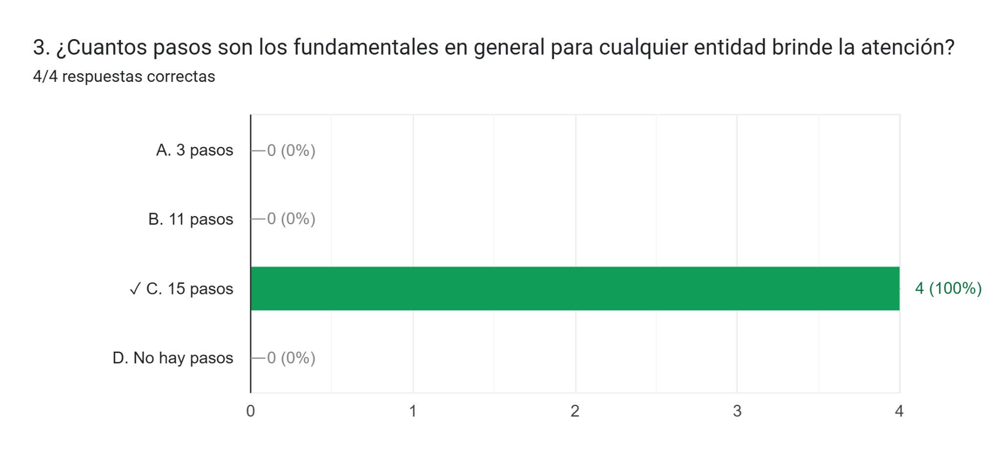 3. ¿Cuantos pasos son los fundamentales en general para cualquier entidad brinde la atención?
4/4 respuestas correctas
A. 3 pasos
0 (0%)
B. 11 pasos
0 (0%)
✓ C. 15 pasos
4 (100%)
D. No hay pasos
0 (0%)
0 1 2 3 4